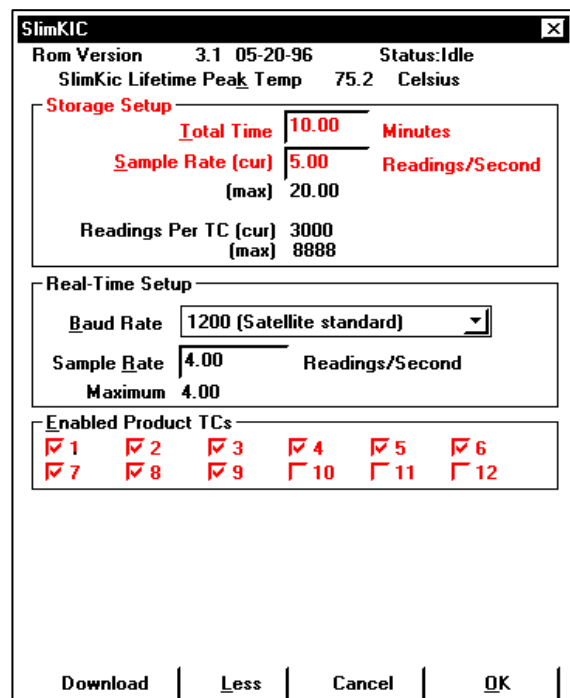 SlimKIC
Rom Version 3.1 05-20-96 Status:Idle
SlimKic Lifetime Peak Temp 75.2 Celsius
Storage Setup
Total Time 10.00 Minutes
Sample Rate (cur) 5.00 Readings/Second
(max) 20.00
Readings Per TC (cur) 3000
(max) 8888
Real-Time Setup
Baud Rate 1200 (Satellite standard)
Sample Rate 4.00 Readings/Second
Maximum 4.00
Enabled Product TCs
1 2 3 4 5 6
7 8 9 10 11 12
Download Less Cancel OK